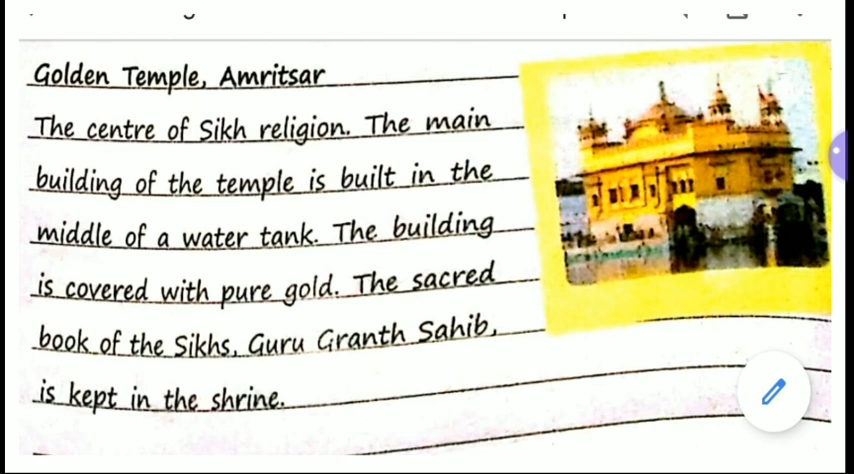 Golden Temple, Amritsar
The centre of Sikh religion. The main
building of the temple is built in the
middle of a water tank. The building
is covered with pure gold. The sacred
book of the Sikhs, Guru Granth Sahib,
is kept in the shrine.